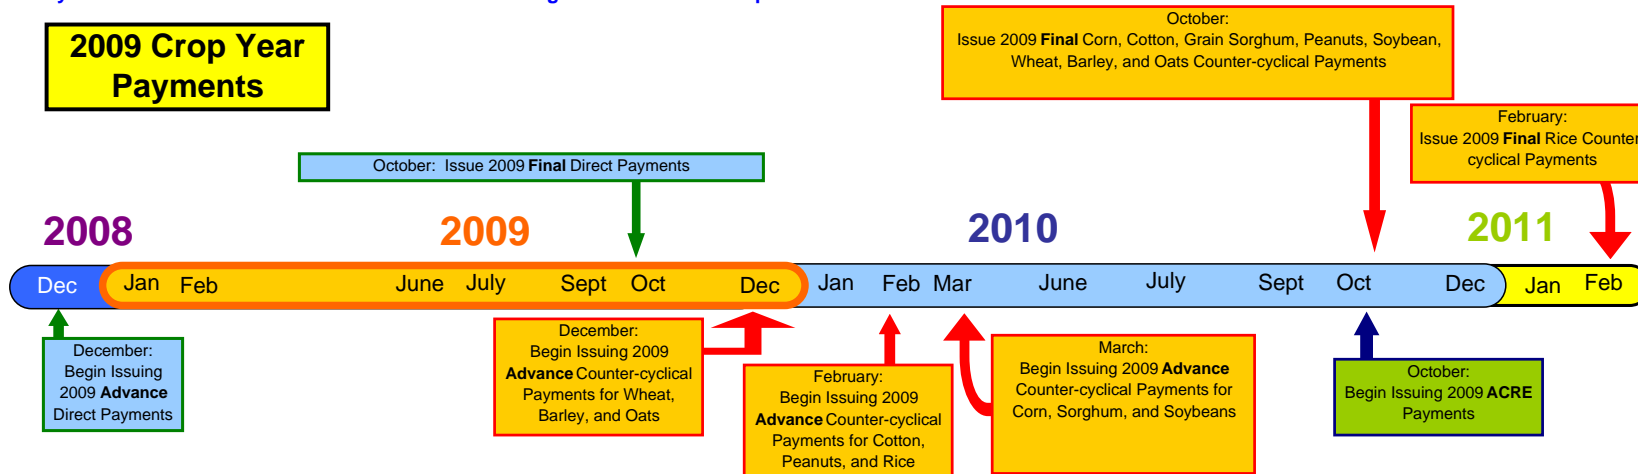 2009 Crop Year
Payments
October:
Issue 2009 Final Corn, Cotton, Grain Sorghum, Peanuts, Soybean,
Wheat, Barley, and Oats Counter-cyclical Payments
February:
Issue 2009 Final Rice Counter-
cyclical Payments
October: Issue 2009 Final Direct Payments
2008
2009
2010
2011
Dec
Jan
Feb
June
July
Sept
Oct
Dec
Jan
Feb
Mar
June
July
Sept
Oct
Dec
Jan
Feb
December:
Begin Issuing
2009 Advance
Direct Payments
December:
Begin Issuing 2009
Advance Counter-cyclical
Payments for Wheat,
Barley, and Oats
February:
Begin Issuing 2009
Advance Counter-cyclical
Payments for Cotton,
Peanuts, and Rice
March:
Begin Issuing 2009 Advance
Counter-cyclical Payments for
Corn, Sorghum, and Soybeans
October:
Begin Issuing 2009 ACRE
Payments